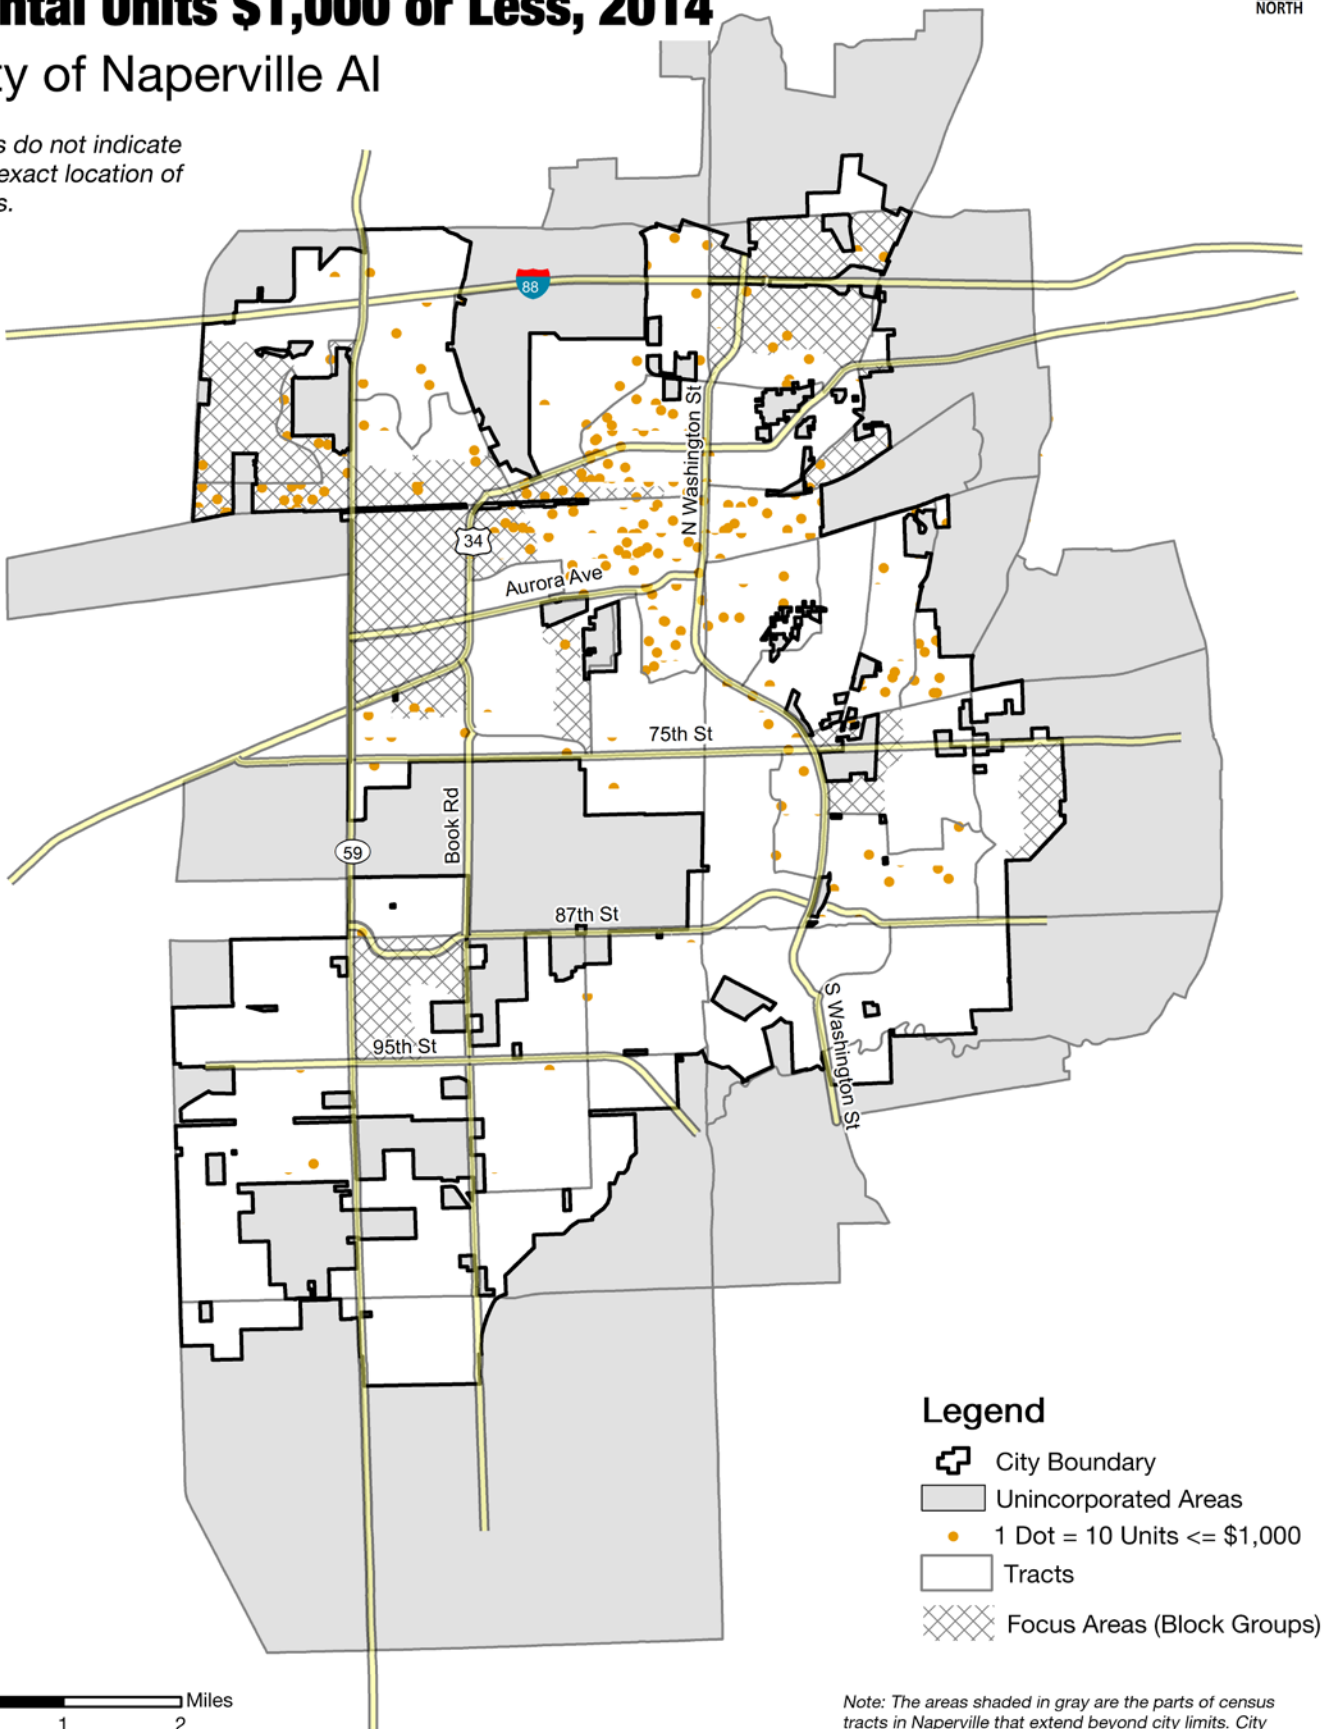 ntal Units $1,000 or Less, 2014
NORTH
ty of Naperville AI
s do not indicate
exact location of
s.
88
N Washington St
34
Aurora Ave
75th St
Book Rd
59
87th St
95th St
S Washington St
Legend
City Boundary
Unincorporated Areas
1 Dot = 10 Units <= $1,000
Tracts
Focus Areas (Block Groups)
Miles
1 2
Note: The areas shaded in gray are the parts of census
tracts in Naperville that extend beyond city limits. City